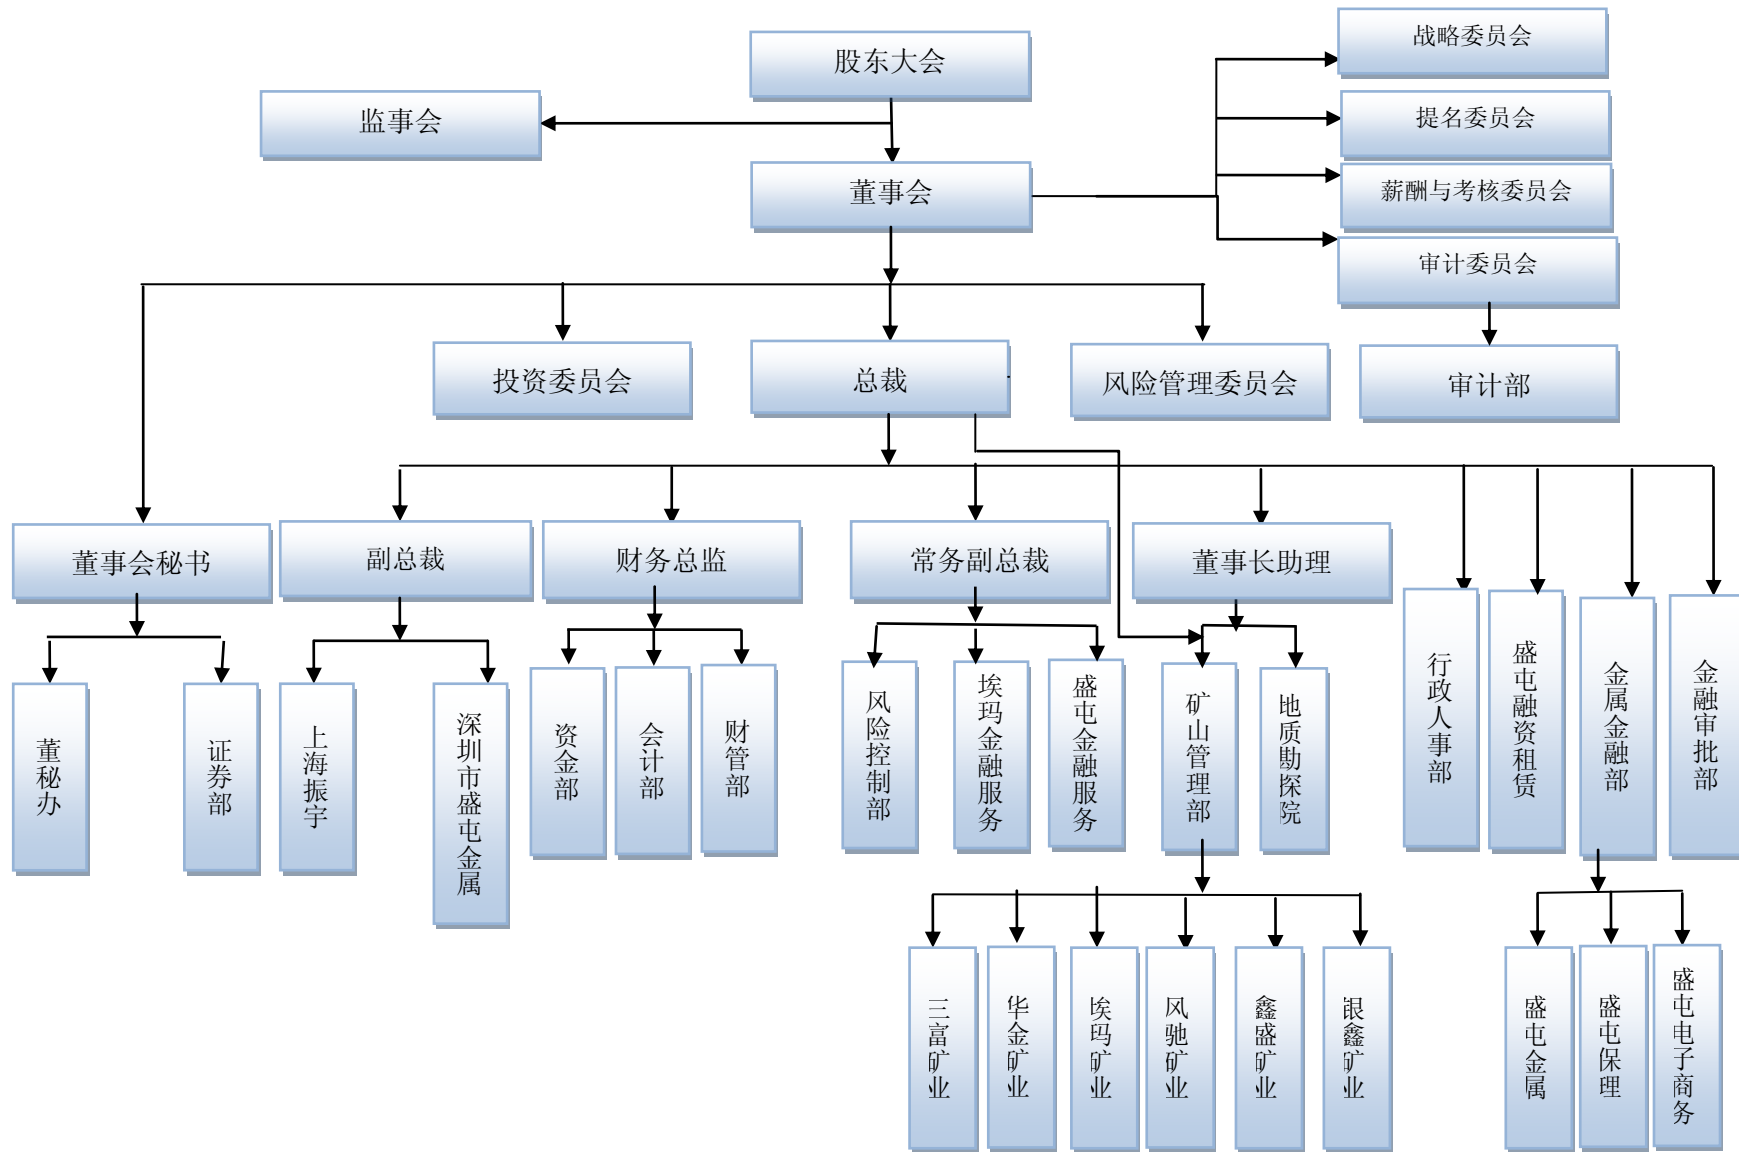 股东大会
监事会
董事会
战略委员会
提名委员会
薪酬与考核委员会
审计委员会
投资委员会
总裁
风险管理委员会
审计部
董事会秘书
副总裁
财务总监
常务副总裁
董事长助理
董秘办
证券部
上海振宇
深圳市盛屯金属
资金部
会计部
财管部
风险控制部
埃玛金融服务
盛屯金融服务
矿山管理部
地质勘探院
行政人事部
盛屯融资租赁
金属金融部
金融审批部
三富矿业
华金矿业
埃玛矿业
风驰矿业
鑫盛矿业
银鑫矿业
盛屯金属
盛屯保理
盛屯电子商务